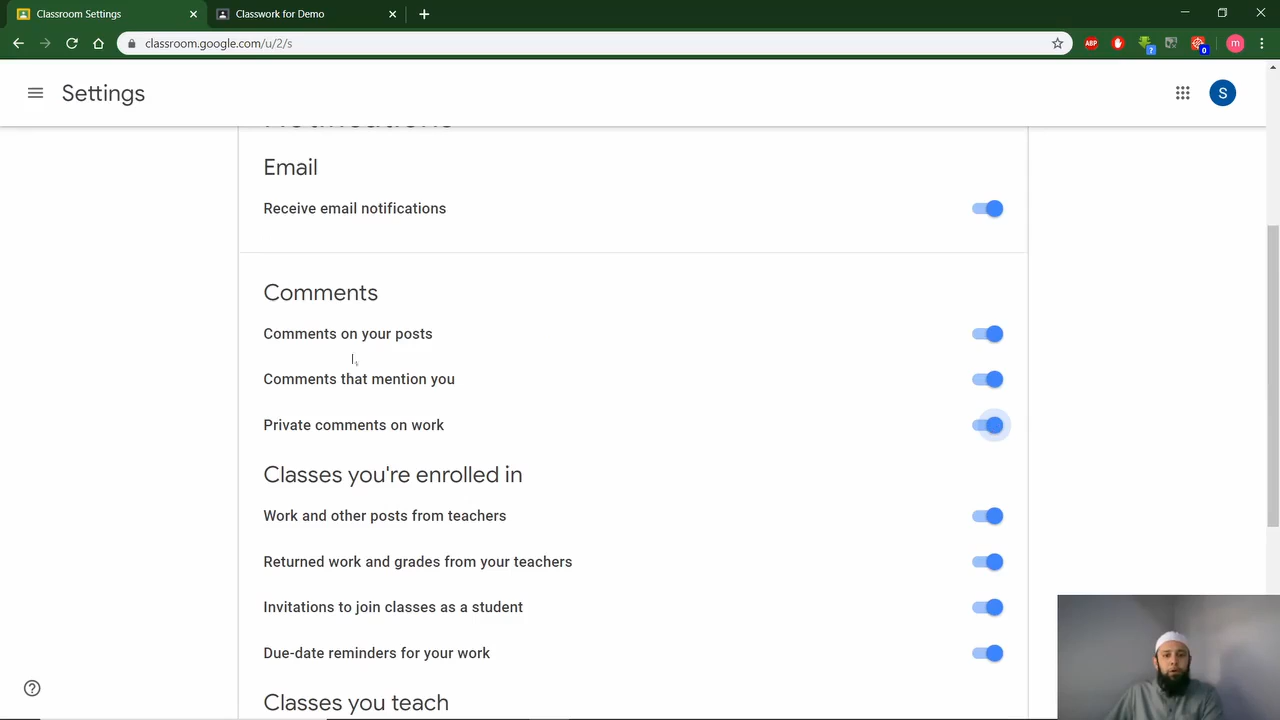 Classroom Settings
Classwork for Demo
classroom.google.com/u/2/s
ABP
?
0
m
Settings
S
Notifications
Email
Receive email notifications
Comments
Comments on your posts
Comments that mention you
Private comments on work
Classes you're enrolled in
Work and other posts from teachers
Returned work and grades from your teachers
Invitations to join classes as a student
Due-date reminders for your work
Classes you teach